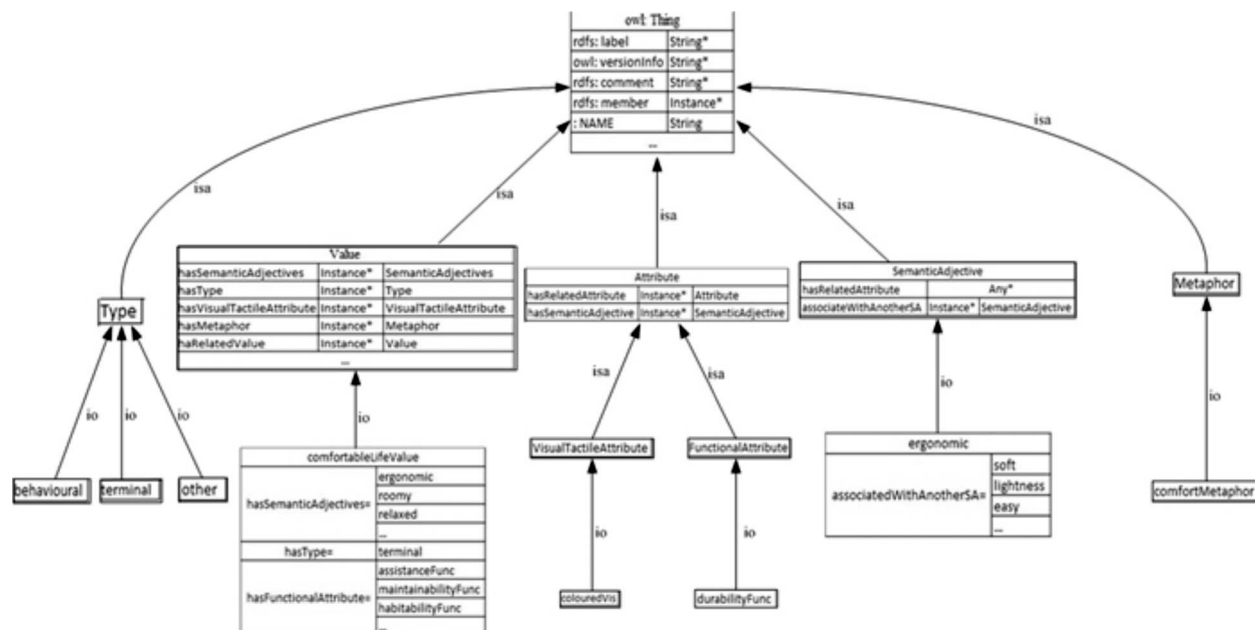 owl: Thing
rdfs: label String*
owl: versionInfo String*
rdfs: comment String*
rdfs: member Instance*
: NAME String
...
isa
isa
isa
isa
isa
Type
Value
hasSemanticAdjectives Instance* SemanticAdjectives
hasType Instance* Type
hasVisualTactileAttribute Instance* VisualTactileAttribute
hasMetaphor Instance* Metaphor
haRelatedValue Instance* Value
...
Attribute
hasRelatedAttribute Instance* Attribute
hasSemanticAdjective Instance* SemanticAdjective
SemanticAdjective
hasRelatedAttribute Any*
associateWithAnotherSA Instance* SemanticAdjective
Metaphor
io
io
io
io
isa
isa
io
io
behavioural
terminal
other
comfortableLifeValue
hasSemanticAdjectives=
ergonomic
roomy
relaxed
...
hasType= terminal
hasFunctionalAttribute=
assistanceFunc
maintainabilityFunc
habitabilityFunc
...
VisualTactileAttribute
FunctionalAttribute
io
io
colouredVis
durabilityFunc
ergonomic
associatedWithAnotherSA=
soft
lightness
easy
...
comfortMetaphor